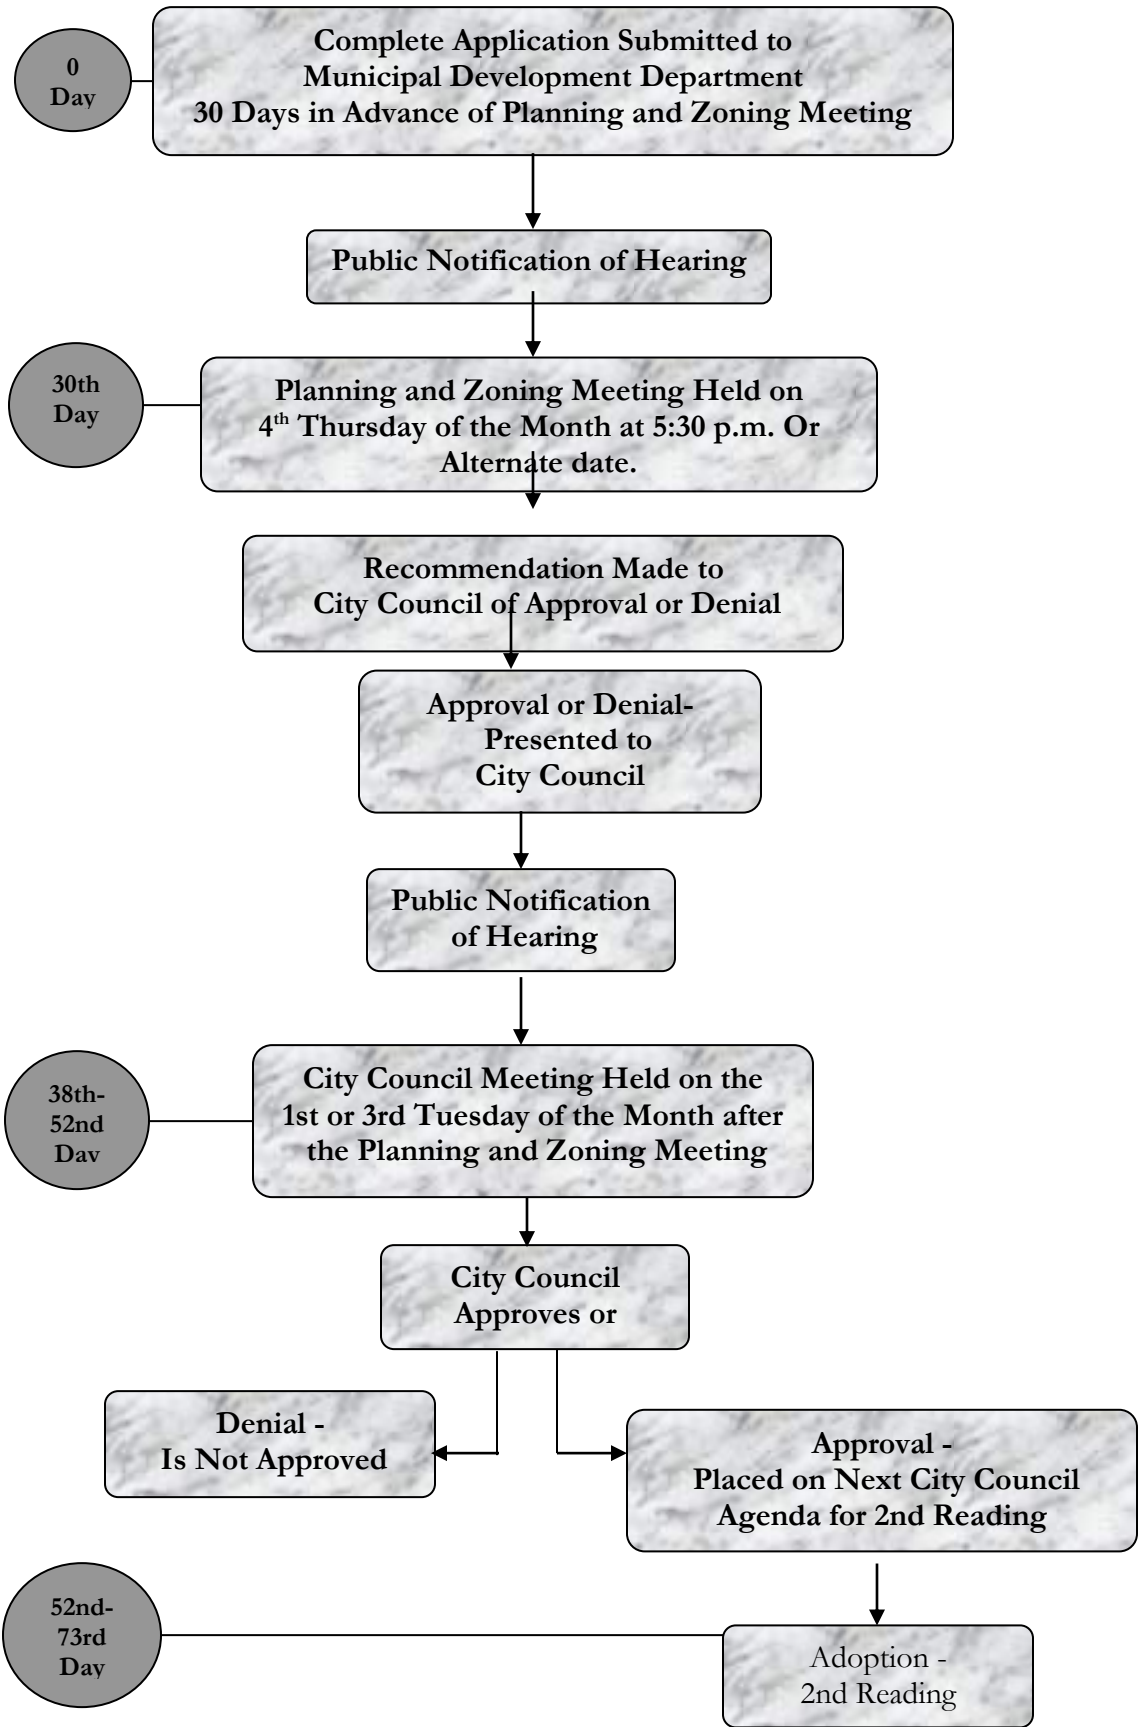 0
Day
Complete Application Submitted to
Municipal Development Department
30 Days in Advance of Planning and Zoning Meeting
Public Notification of Hearing
30th
Day
Planning and Zoning Meeting Held on
4th Thursday of the Month at 5:30 p.m. Or
Alternate date.
Recommendation Made to
City Council of Approval or Denial
Approval or Denial-
Presented to
City Council
Public Notification
of Hearing
38th-
52nd
Day
City Council Meeting Held on the
1st or 3rd Tuesday of the Month after
the Planning and Zoning Meeting
City Council
Approves or
Denial -
Is Not Approved
Approval -
Placed on Next City Council
Agenda for 2nd Reading
52nd-
73rd
Day
Adoption -
2nd Reading